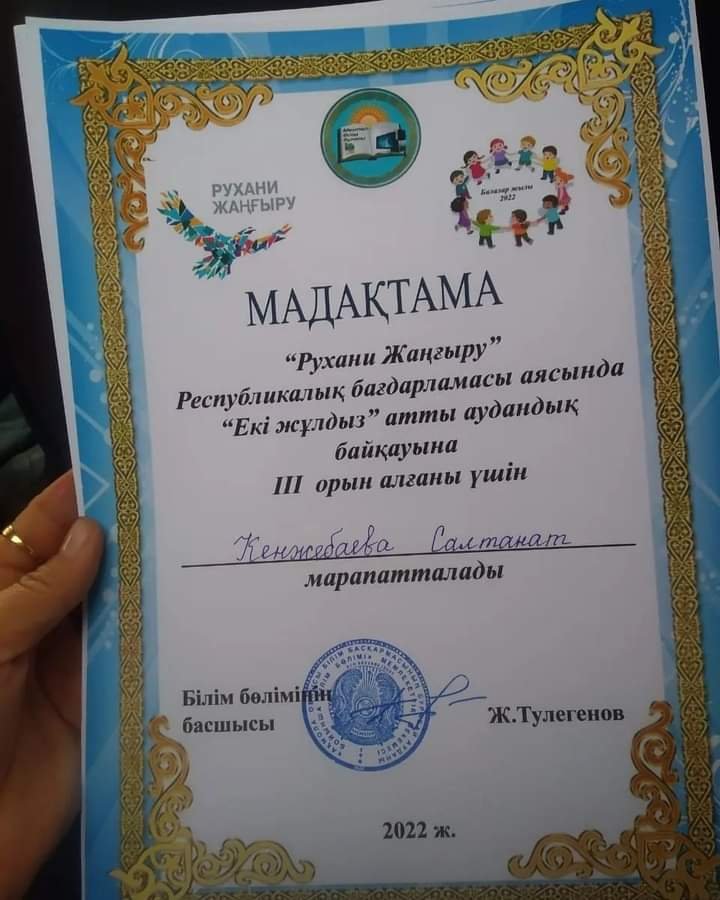 РУХАНИ
ЖАҢҒЫРУ
Балалар жылы
2022
МАДАҚТАМА
“Рухани Жаңғыру”
Республикалық бағдарламасы аясында
“Екі жұлдыз” атты аудандық
байқауына
III орын алғаны үшін
Кенжебаева Салтанат
марапатталады
Білім бөлімінің
басшысы
Ж.Тулегенов
2022 ж.